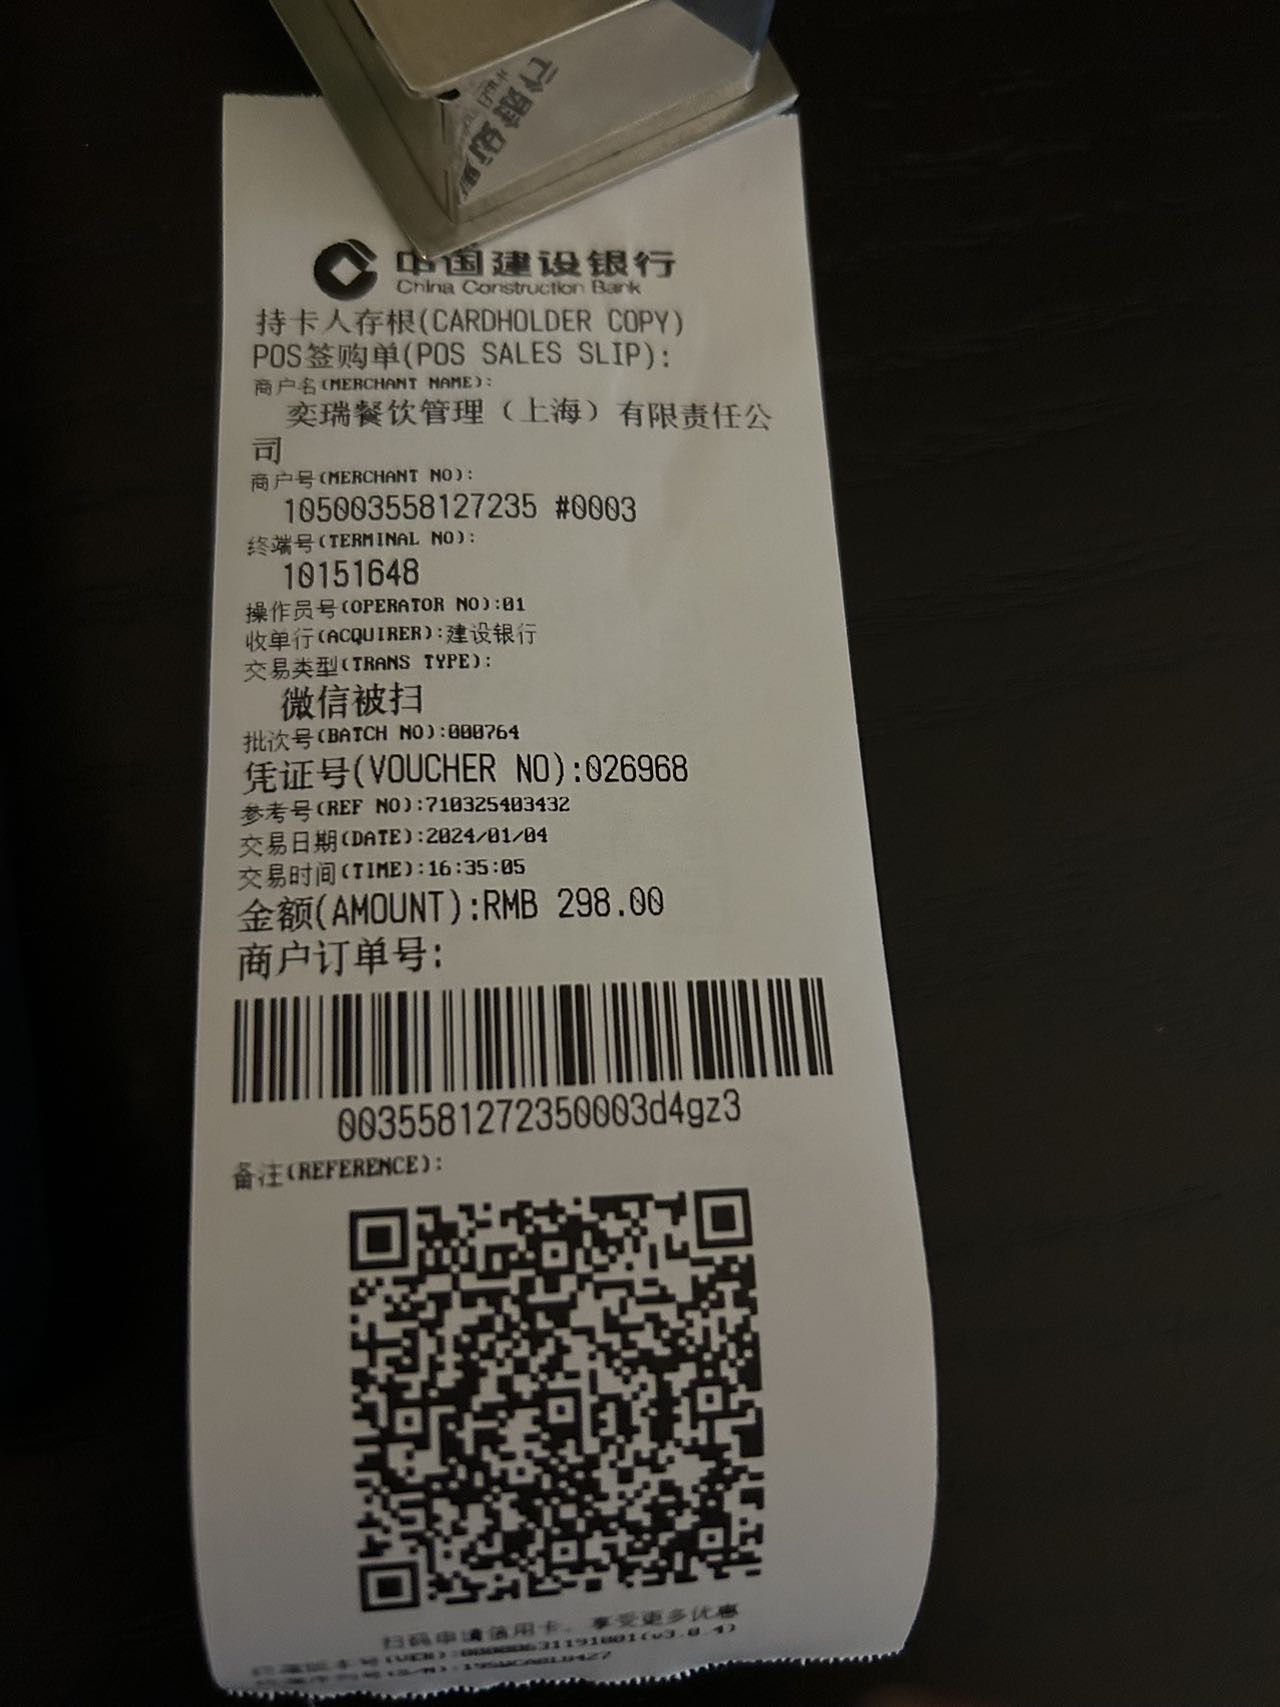 中国建设银行
China Construction Bank
持卡人存根(CARDHOLDER COPY)
POS签购单(POS SALES SLIP):
商户名(MERCHANT NAME):
奕瑞餐饮管理（上海）有限责任公
司
商户号(MERCHANT NO):
105003558127235 #0003
终端号(TERMINAL NO):
10151648
操作员号(OPERATOR NO):01
收单行(ACQUIRER):建设银行
交易类型(TRANS TYPE):
微信被扫
批次号(BATCH NO):000764
凭证号(VOUCHER NO):026968
参考号(REF NO):710325403432
交易日期(DATE):2024/01/04
交易时间(TIME):16:35:05
金额(AMOUNT):RMB 298.00
商户订单号:
0035581272350003d4gz3
备注(REFERENCE):
扫码申请信用卡，享受更多优惠